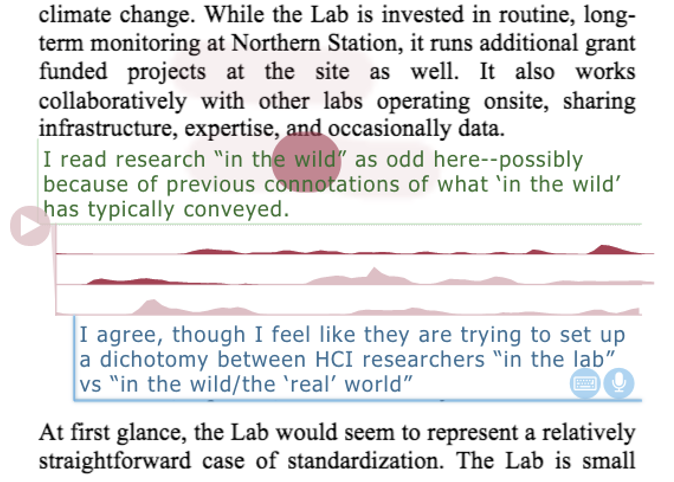 climate change. While the Lab is invested in routine, long-
term monitoring at Northern Station, it runs additional grant
funded projects at the site as well. It also works
collaboratively with other labs operating onsite, sharing
infrastructure, expertise, and occasionally data.
I read research “in the wild” as odd here--possibly
because of previous connotations of what ‘in the wild’
has typically conveyed.
I agree, though I feel like they are trying to set up
a dichotomy between HCI researchers “in the lab”
vs “in the wild/the ‘real’ world”
At first glance, the Lab would seem to represent a relatively
straightforward case of standardization. The Lab is small